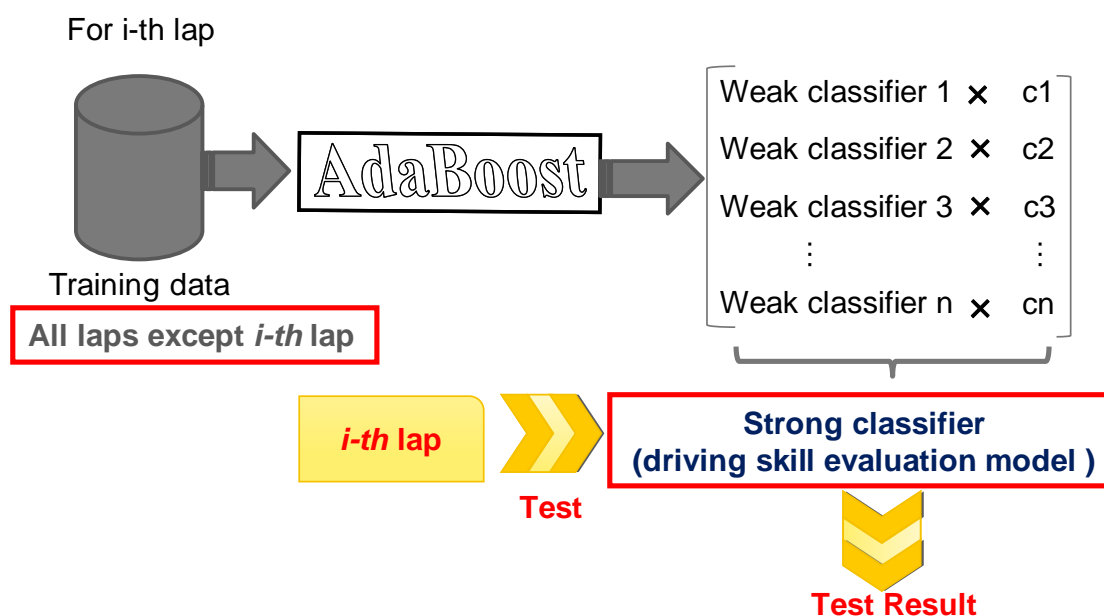 For i-th lap
Training data
All laps except i-th lap
AdaBoost
Weak classifier 1 × c1
Weak classifier 2 × c2
Weak classifier 3 × c3
⋮ ⋮
Weak classifier n × cn
i-th lap
Test
Strong classifier
(driving skill evaluation model )
Test Result